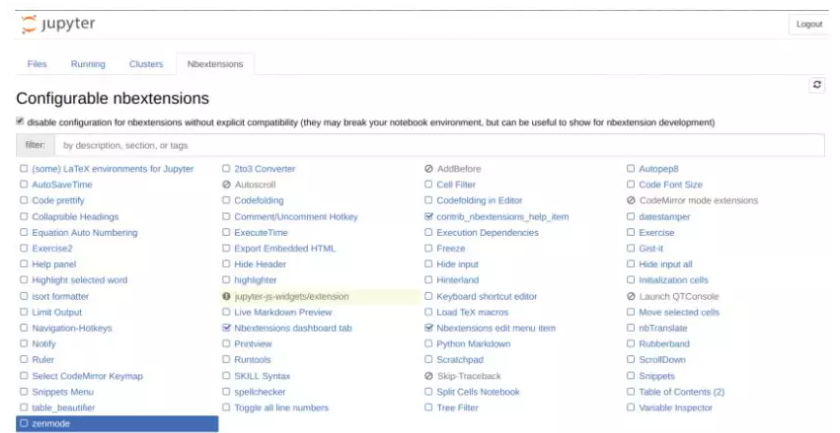 jupyter
Logout
Files Running Clusters Nbextensions
Configurable nbextensions
disable configuration for nbextensions without explicit compatibility (they may break your notebook environment, but can be useful to show for nbextension development)
filter: by description, section, or tags
(some) LaTeX environments for Jupyter 2to3 Converter AddBefore Autopep8
AutoSaveTime Autoscroll Cell Filter Code Font Size
Code prettify Codefolding Codefolding in Editor CodeMirror mode extensions
Collapsible Headings Comment/Uncomment Hotkey contrib_nbextensions_help_item datestamper
Equation Auto Numbering ExecuteTime Execution Dependencies Exercise
Exercise2 Export Embedded HTML Freeze Gist-it
Help panel Hide Header Hide input Hide input all
Highlight selected word highlighter Hinterland Initialization cells
isort formatter jupyter-js-widgets/extension Keyboard shortcut editor Launch QTConsole
Limit Output Live Markdown Preview Load TeX macros Move selected cells
Navigation-Hotkeys Nbextensions dashboard tab Nbextensions edit menu item nbTranslate
Notify Printview Python Markdown Rubberband
Ruler Runtools Scratchpad ScrollDown
Select CodeMirror Keymap SKILL Syntax Skip-Traceback Snippets
Snippets Menu spellchecker Split Cells Notebook Table of Contents (2)
table_beautifier Toggle all line numbers Tree Filter Variable Inspector
zenmode